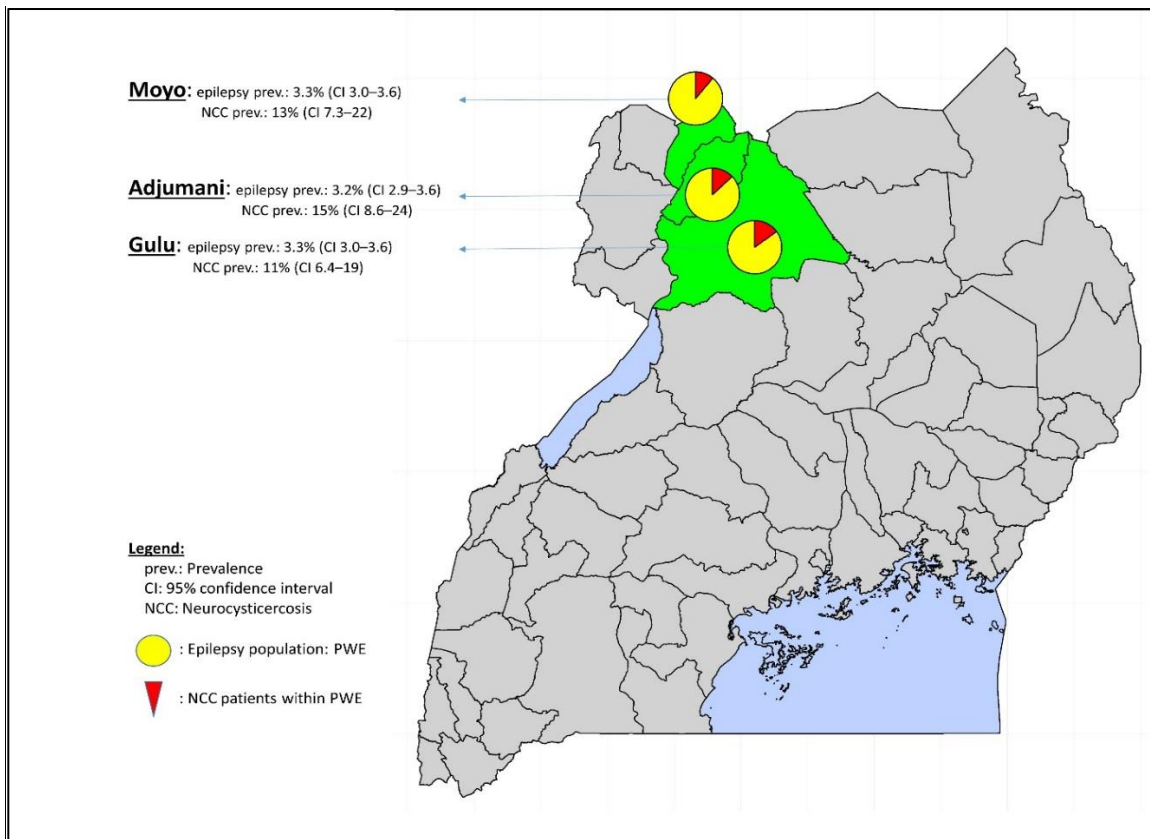 Moyo: epilepsy prev.: 3.3% (CI 3.0–3.6)
NCC prev.: 13% (CI 7.3–22)
Adjumani: epilepsy prev.: 3.2% (CI 2.9–3.6)
NCC prev.: 15% (CI 8.6–24)
Gulu: epilepsy prev.: 3.3% (CI 3.0–3.6)
NCC prev.: 11% (CI 6.4–19)
Legend:
prev.: Prevalence
CI: 95% confidence interval
NCC: Neurocysticercosis
: Epilepsy population: PWE
: NCC patients within PWE